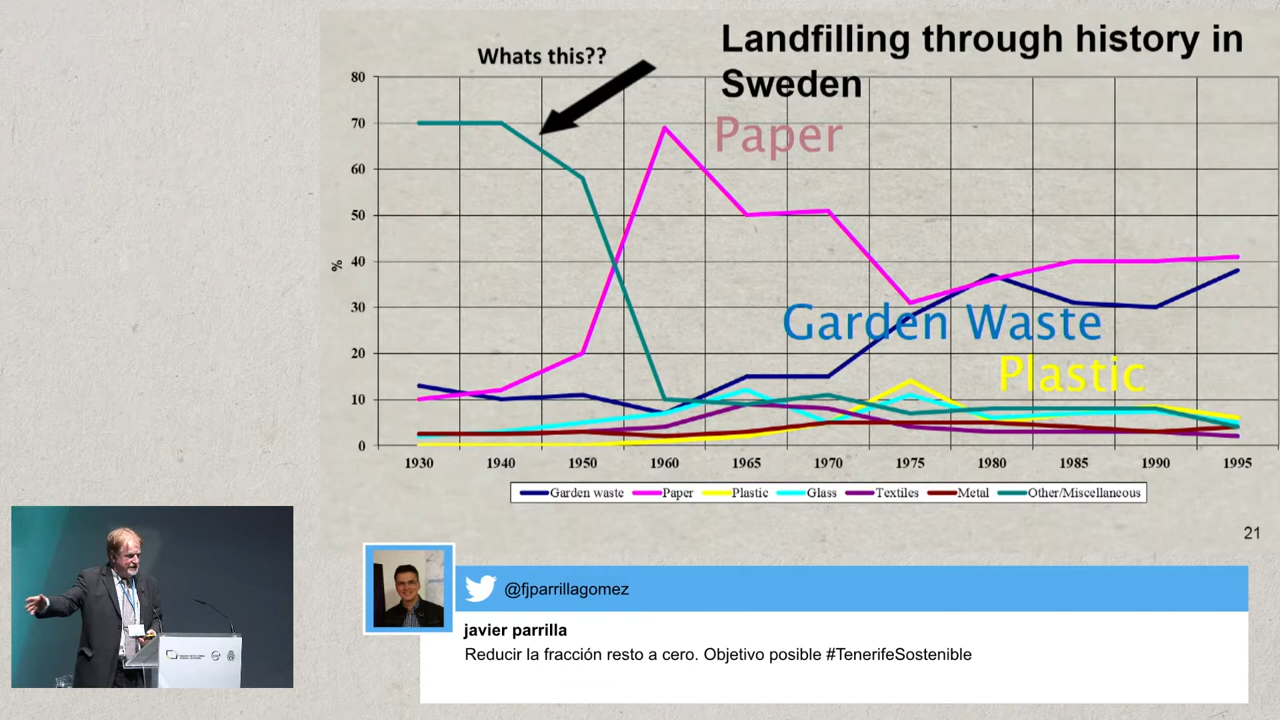 Landfilling through history in
Sweden
Whats this??
Paper
Garden Waste
Plastic
%
80
70
60
50
40
30
20
10
0
1930 1940 1950 1960 1965 1970 1975 1980 1985 1990 1995
Garden waste Paper Plastic Glass Textiles Metal Other/Miscellaneous
21
@fjparrillagomez
javier parrilla
Reducir la fracción resto a cero. Objetivo posible #TenerifeSostenible